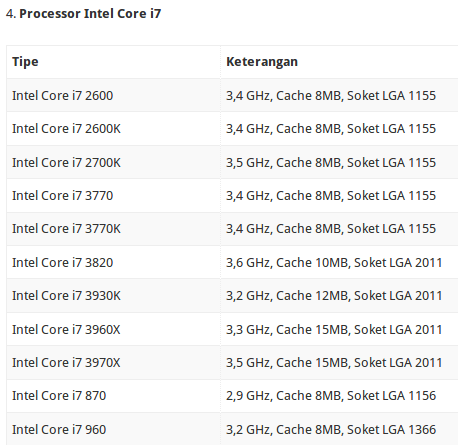 4. Processor Intel Core i7
Tipe Keterangan
Intel Core i7 2600 3,4 GHz, Cache 8MB, Soket LGA 1155
Intel Core i7 2600K 3,4 GHz, Cache 8MB, Soket LGA 1155
Intel Core i7 2700K 3,5 GHz, Cache 8MB, Soket LGA 1155
Intel Core i7 3770 3,4 GHz, Cache 8MB, Soket LGA 1155
Intel Core i7 3770K 3,4 GHz, Cache 8MB, Soket LGA 1155
Intel Core i7 3820 3,6 GHz, Cache 10MB, Soket LGA 2011
Intel Core i7 3930K 3,2 GHz, Cache 12MB, Soket LGA 2011
Intel Core i7 3960X 3,3 GHz, Cache 15MB, Soket LGA 2011
Intel Core i7 3970X 3,5 GHz, Cache 15MB, Soket LGA 2011
Intel Core i7 870 2,9 GHz, Cache 8MB, Soket LGA 1156
Intel Core i7 960 3,2 GHz, Cache 8MB, Soket LGA 1366